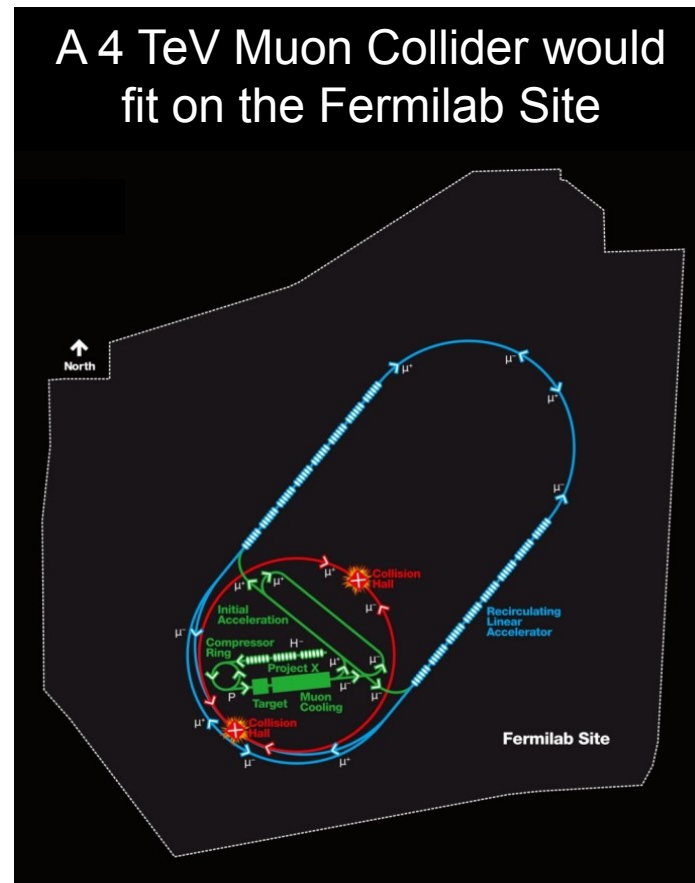 A 4 TeV Muon Collider would
fit on the Fermilab Site
North
μ⁺
μ⁻
μ⁺
μ⁻
μ⁺
μ⁺
μ⁺
Collision
Hall
μ⁻
Initial
Acceleration
Recirculating
Linear
Accelerator
μ⁻
H⁻
Compressor
Ring
μ⁺
μ⁻
Project X
μ⁻
μ⁻
P
Target
Muon
Cooling
μ⁺
Collision
Hall
Fermilab Site
μ⁻
μ⁺